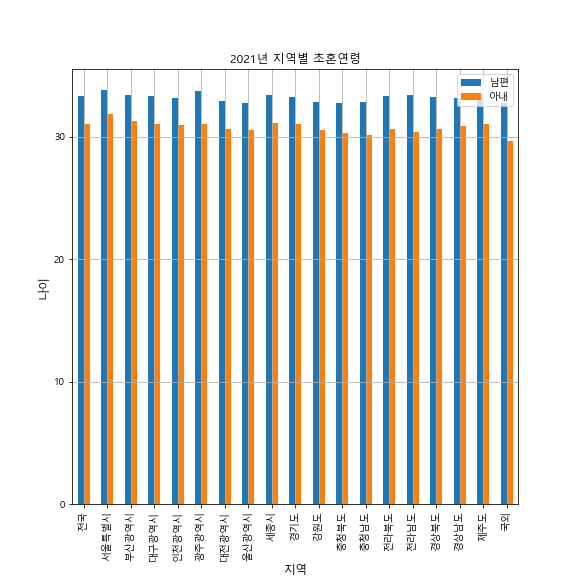 2021년 지역별 초혼연령
남편
아내
나이
30
20
10
0
전국
서울특별시
부산광역시
대구광역시
인천광역시
광주광역시
대전광역시
울산광역시
세종시
경기도
강원도
충청북도
충청남도
전라북도
전라남도
경상북도
경상남도
제주도
국외
지역